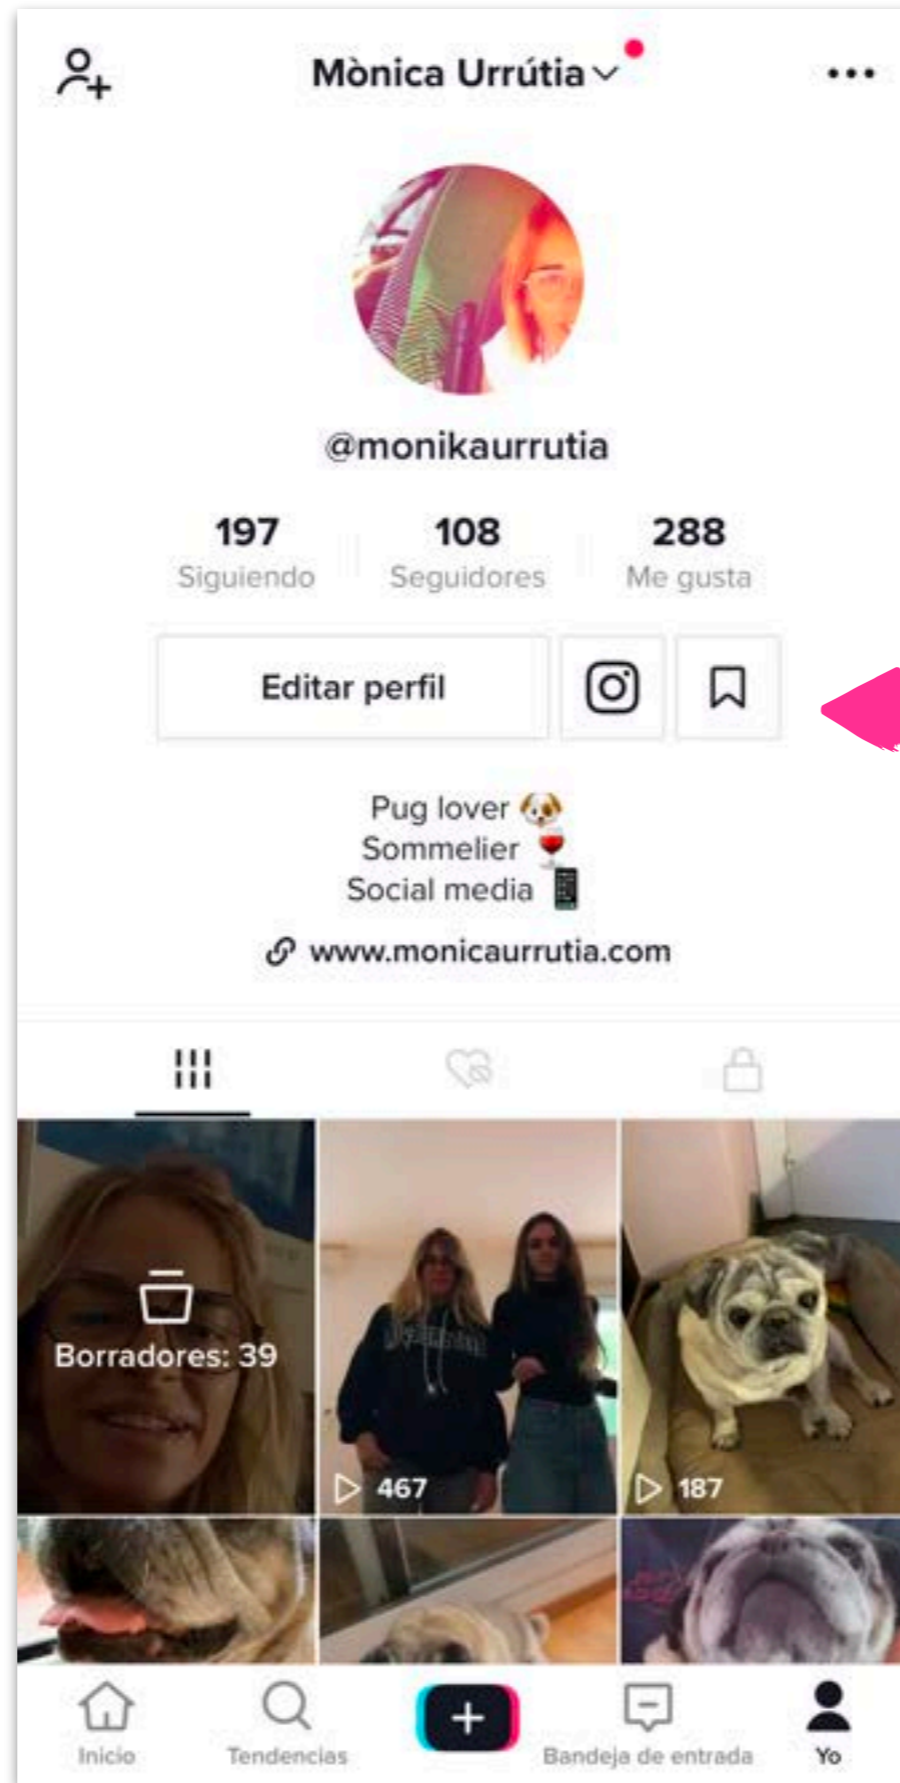 Mònica Urrútia
@monikaurrutia
197 108 288
Siguiendo Seguidores Me gusta
Editar perfil
Pug lover
Sommelier
Social media
www.monicaurrutia.com
Borradores: 39
467
187
Inicio Tendencias Bandeja de entrada Yo